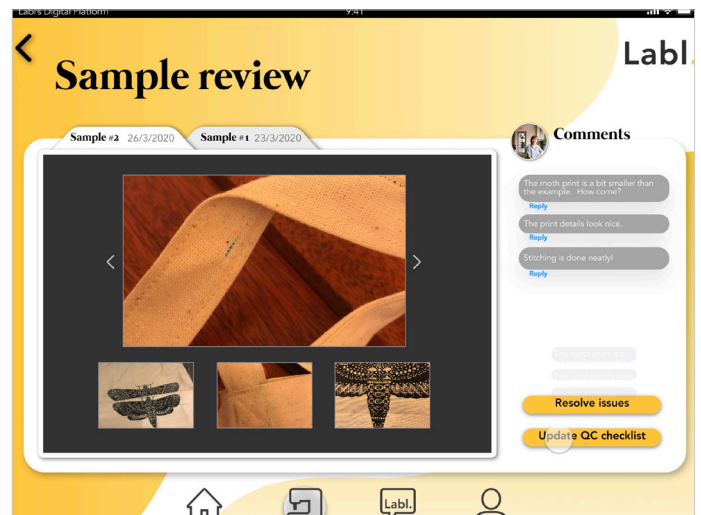 Labl's Digital Platform
9:41
Labl.
Sample review
Sample #2 26/3/2020
Sample #1 23/3/2020
Comments
The moth print is a bit smaller than
the example. How come?
Reply
The print details look nice.
Reply
Stitching is done neatly!
Reply
Resolve issues
Update QC checklist
Labl.